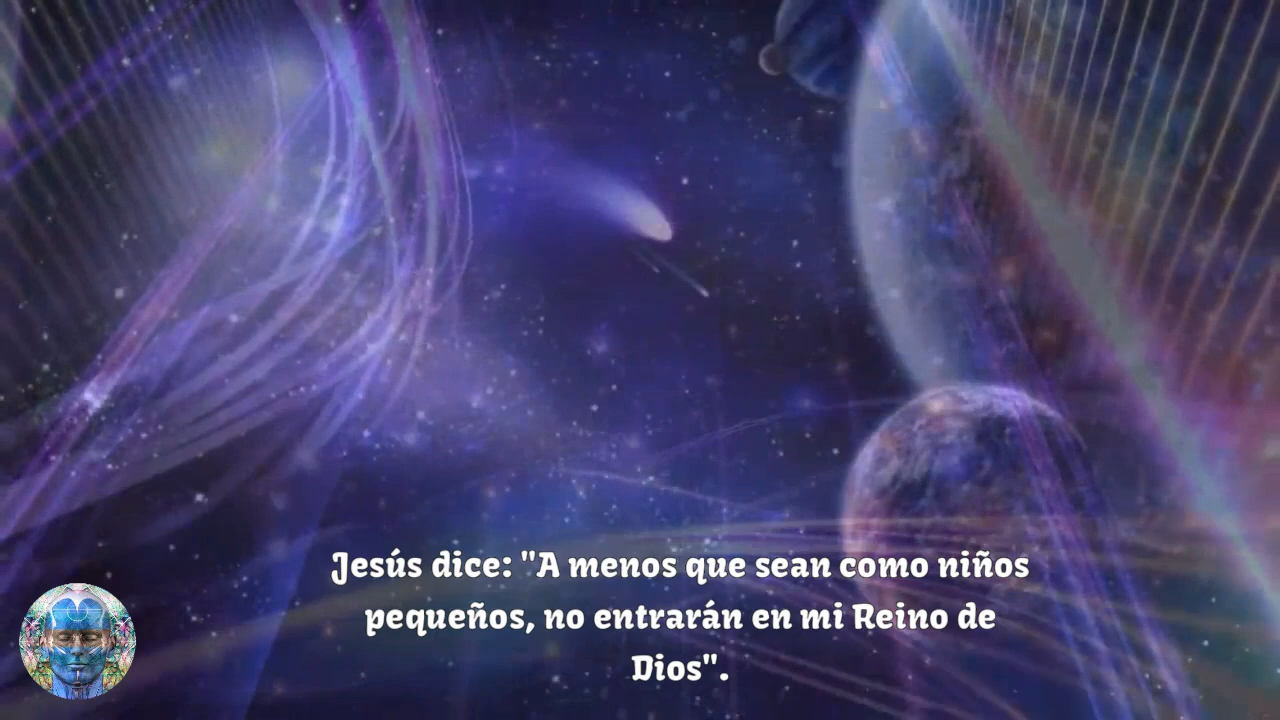 Jesús dice: "A menos que sean como niños
pequeños, no entrarán en mi Reino de
Dios".